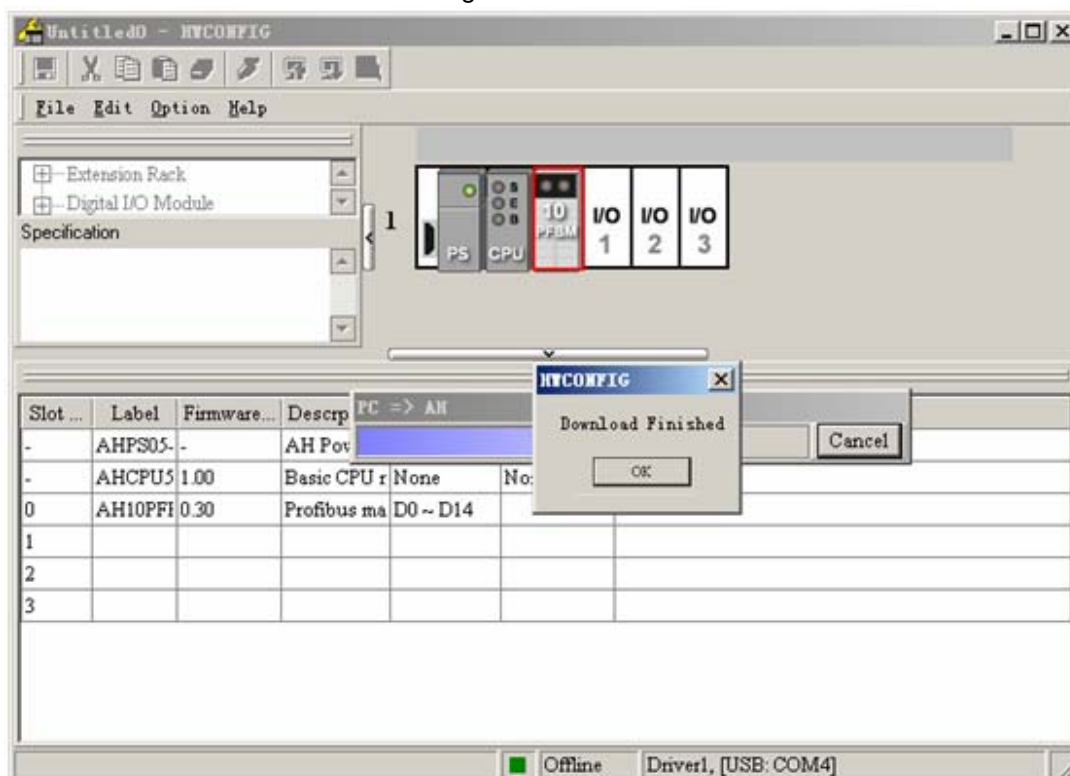 Untitled0 - HWCONFIG
File Edit Option Help
Extension Rack
Digital I/O Module
Specification
1
PS CPU 10 PFBM I/O 1 I/O 2 I/O 3
S
E
B
HWCONFIG
Download Finished
OK
PC => AH
Cancel
Slot ... Label Firmware... Descrp
- AHPS05- - AH Pow
- AHCPU5 1.00 Basic CPU r None No
0 AH10PFI 0.30 Profibus ma D0 ~ D14
1
2
3
Offline Driver1, [USB: COM4]